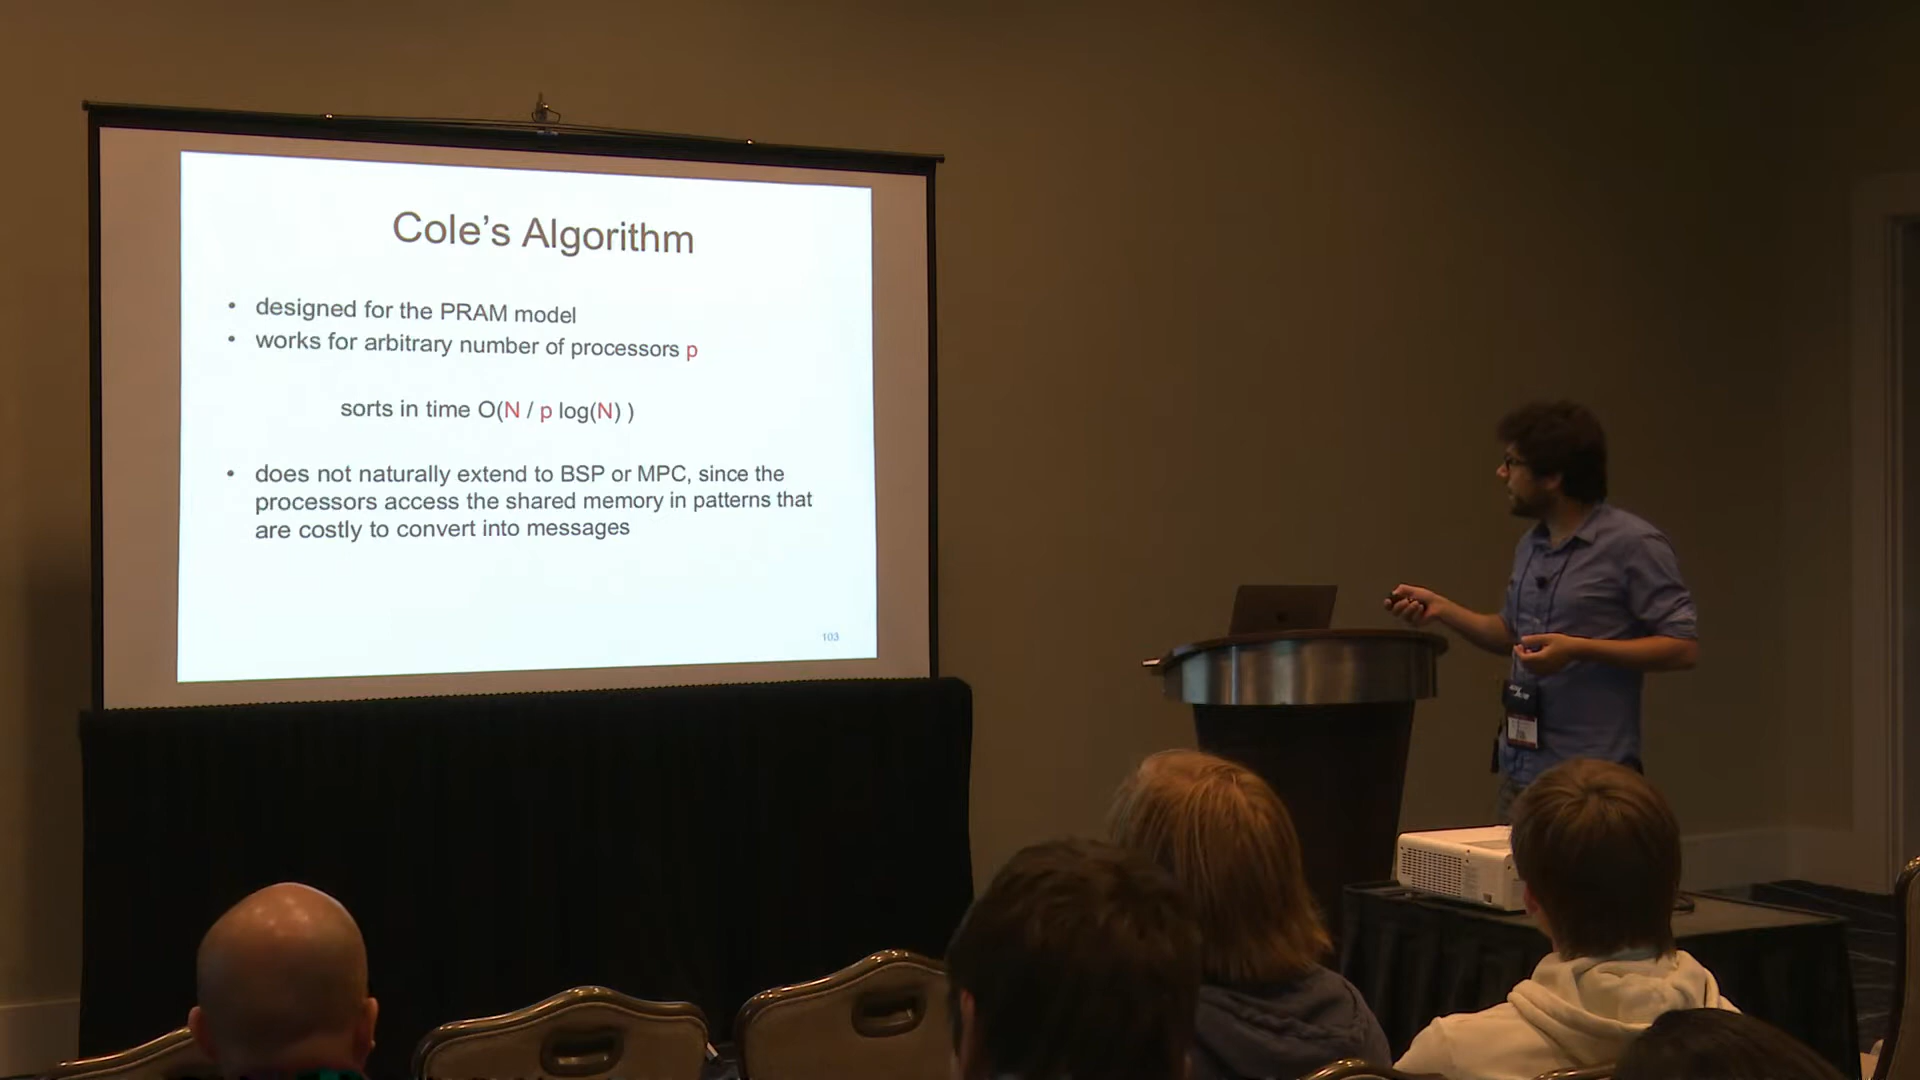 Cole's Algorithm
• designed for the PRAM model
• works for arbitrary number of processors p
sorts in time O(N / p log(N) )
• does not naturally extend to BSP or MPC, since the
processors access the shared memory in patterns that
are costly to convert into messages
103